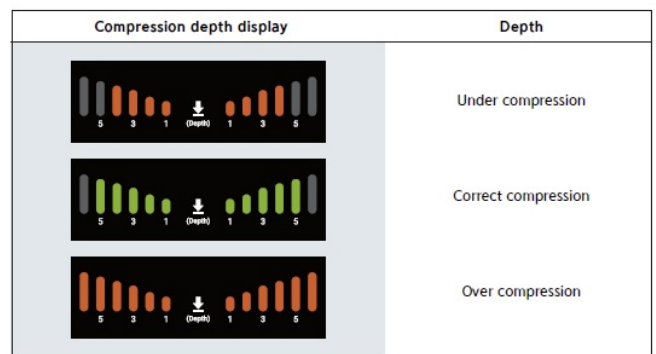 Compression depth display Depth
5 3 1 (Depth) 1 3 5
Under compression
5 3 1 (Depth) 1 3 5
Correct compression
5 3 1 (Depth) 1 3 5
Over compression